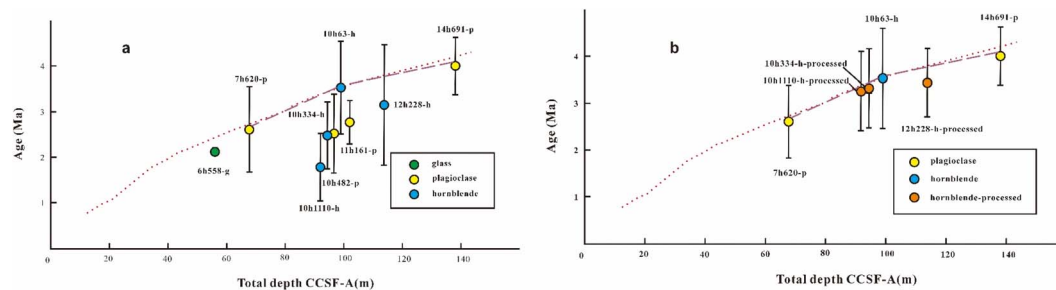 a
10h63-h
14h691-p
7h620-p
10h334-h
12h228-h
11h161-p
6h558-g
10h482-p
10h1110-h
glass
plagioclase
hornblende
Age (Ma)
4
3
2
1
0 20 40 60 80 100 120 140
Total depth CCSF-A(m)
b
10h63-h
14h691-p
10h334-h-processed
10h1110-h-processed
12h228-h-processed
7h620-p
plagioclase
hornblende
hornblende-processed
Age (Ma)
4
3
2
1
0 20 40 60 80 100 120 140
Total depth CCSF-A(m)